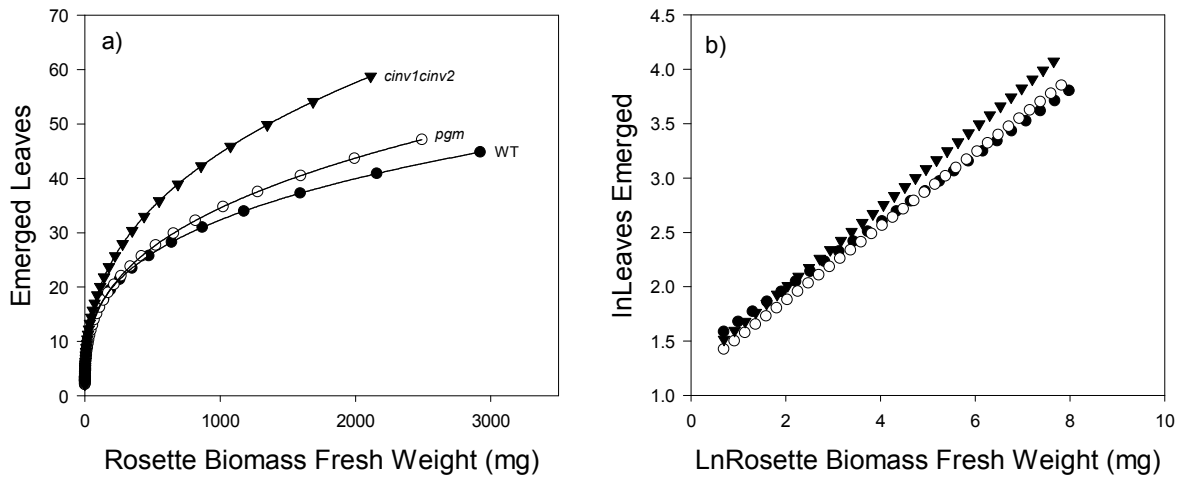 a)
Emerged Leaves
70
60
50
40
30
20
10
0
cinv1cinv2
pgm
WT
0 1000 2000 3000
Rosette Biomass Fresh Weight (mg)
b)
lnLeaves Emerged
4.5
4.0
3.5
3.0
2.5
2.0
1.5
1.0
0 2 4 6 8 10
LnRosette Biomass Fresh Weight (mg)